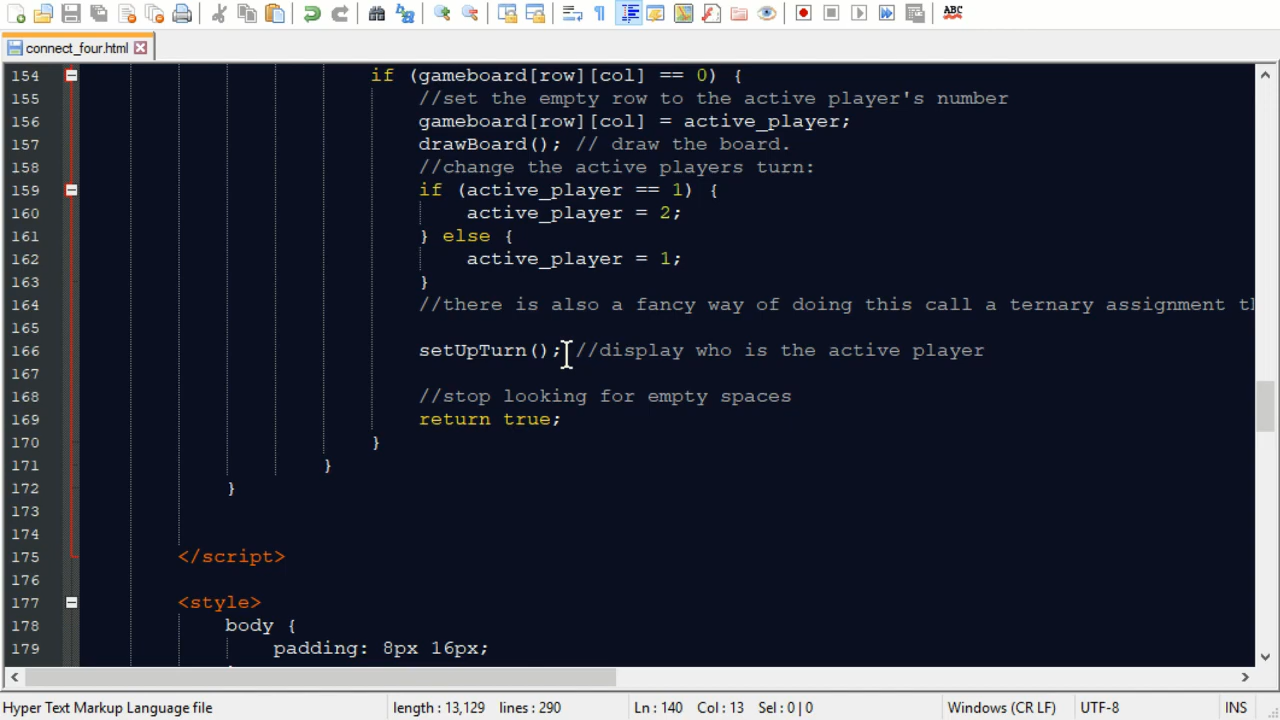 ABC
connect_four.html
154 if (gameboard[row][col] == 0) {
155 //set the empty row to the active player's number
156 gameboard[row][col] = active_player;
157 drawBoard(); // draw the board.
158 //change the active players turn:
159 if (active_player == 1) {
160 active_player = 2;
161 } else {
162 active_player = 1;
163 }
164 //there is also a fancy way of doing this call a ternary assignment
165
166 setUpTurn(); //display who is the active player
167
168 //stop looking for empty spaces
169 return true;
170 }
171 }
172 }
173
174
175 </script>
176
177 <style>
178 body {
179 padding: 8px 16px;
Hyper Text Markup Language file length : 13,129 lines : 290 Ln : 140 Col : 13 Sel : 0 | 0 Windows (CR LF) UTF-8 INS